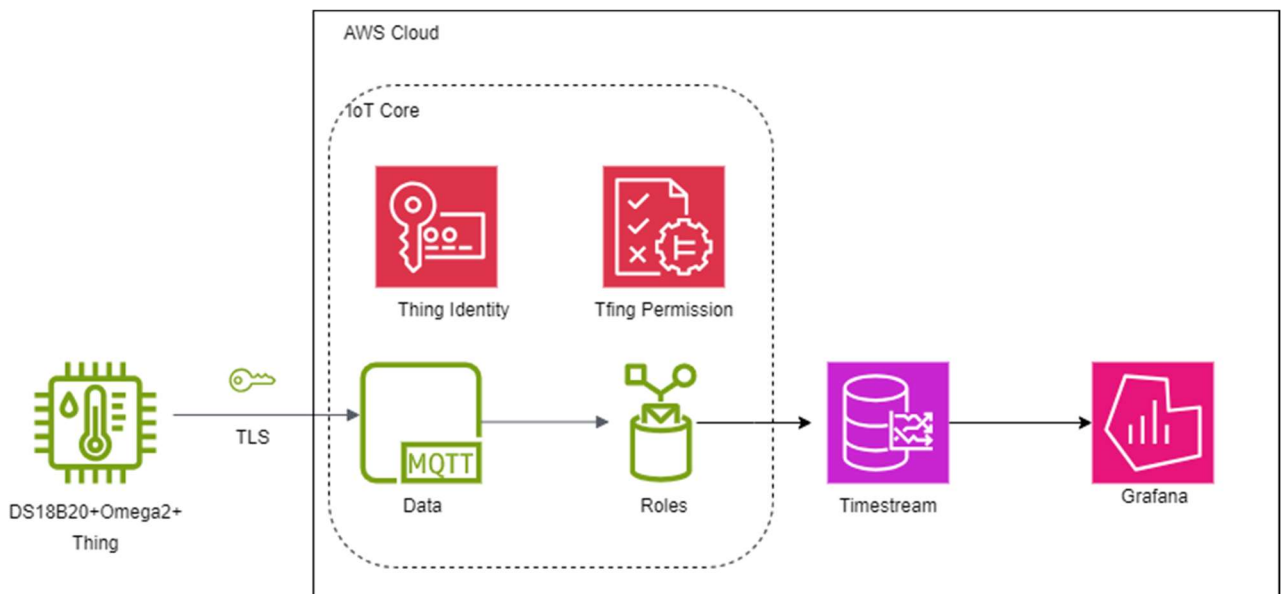 AWS Cloud
IoT Core
Thing Identity
Tfing Permission
TLS
MQTT
DS18B20+Omega2+
Thing
Data
Roles
Timestream
Grafana